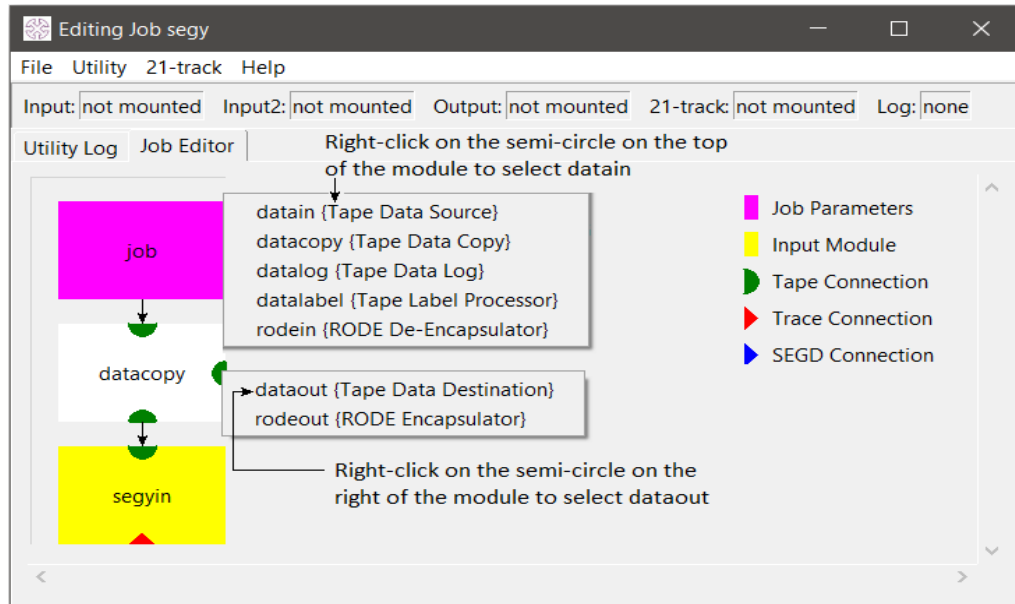 Editing Job segy
File Utility 21-track Help
Input: not mounted Input2: not mounted Output: not mounted 21-track: not mounted Log: none
Utility Log Job Editor
Right-click on the semi-circle on the top
of the module to select datain
job
datain {Tape Data Source}
datacopy {Tape Data Copy}
datalog {Tape Data Log}
datalabel {Tape Label Processor}
rodein {RODE De-Encapsulator}
Job Parameters
Input Module
Tape Connection
Trace Connection
SEGD Connection
datacopy
dataout {Tape Data Destination}
rodeout {RODE Encapsulator}
Right-click on the semi-circle on the
right of the module to select dataout
segyin